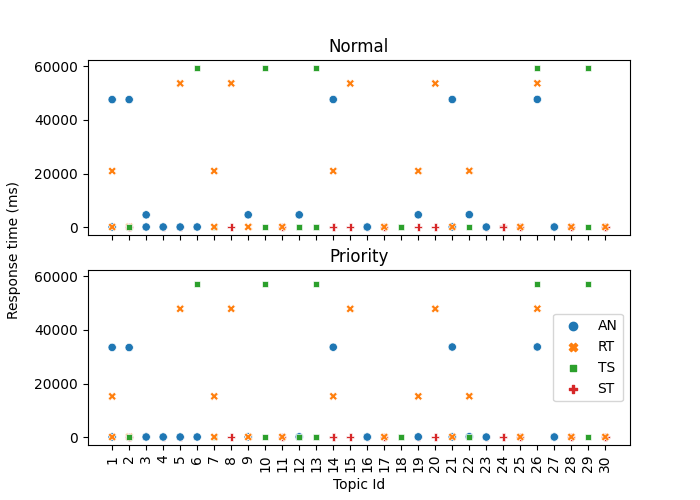 Normal
60000
40000
20000
0
Response time (ms)
Priority
60000
40000
20000
0
AN
RT
TS
ST
1 2 3 4 5 6 7 8 9 10 11 12 13 14 15 16 17 18 19 20 21 22 23 24 25 26 27 28 29 30
Topic Id